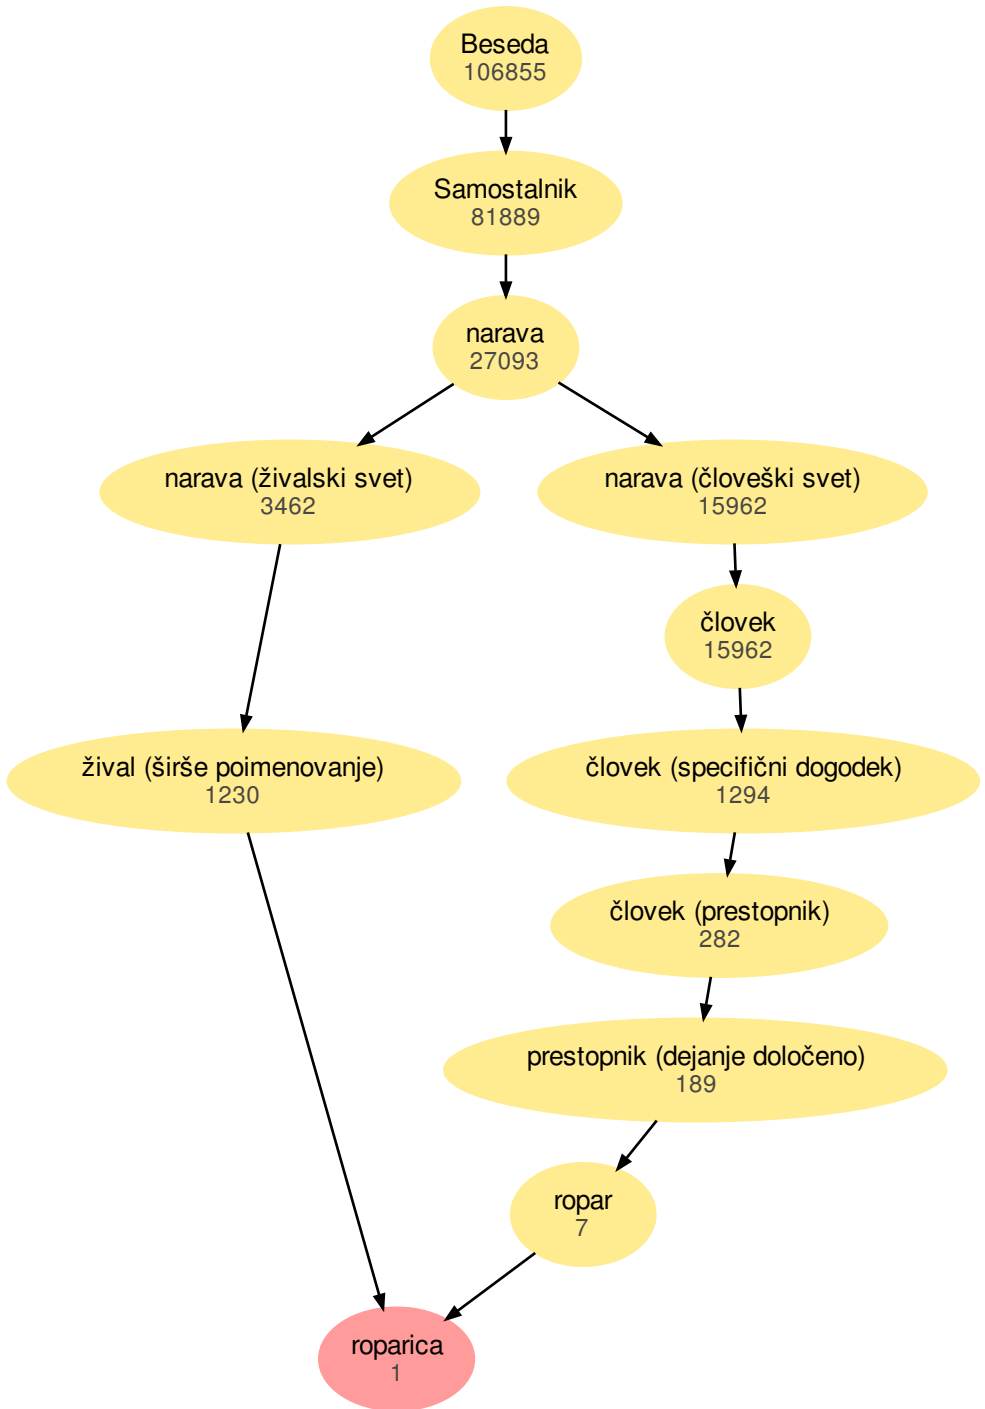 Beseda
106855
Samostalnik
81889
narava
27093
narava (živalski svet)
3462
narava (človeški svet)
15962
človek
15962
žival (širše poimenovanje)
1230
človek (specifični dogodek)
1294
človek (prestopnik)
282
prestopnik (dejanje določeno)
189
ropar
7
roparica
1